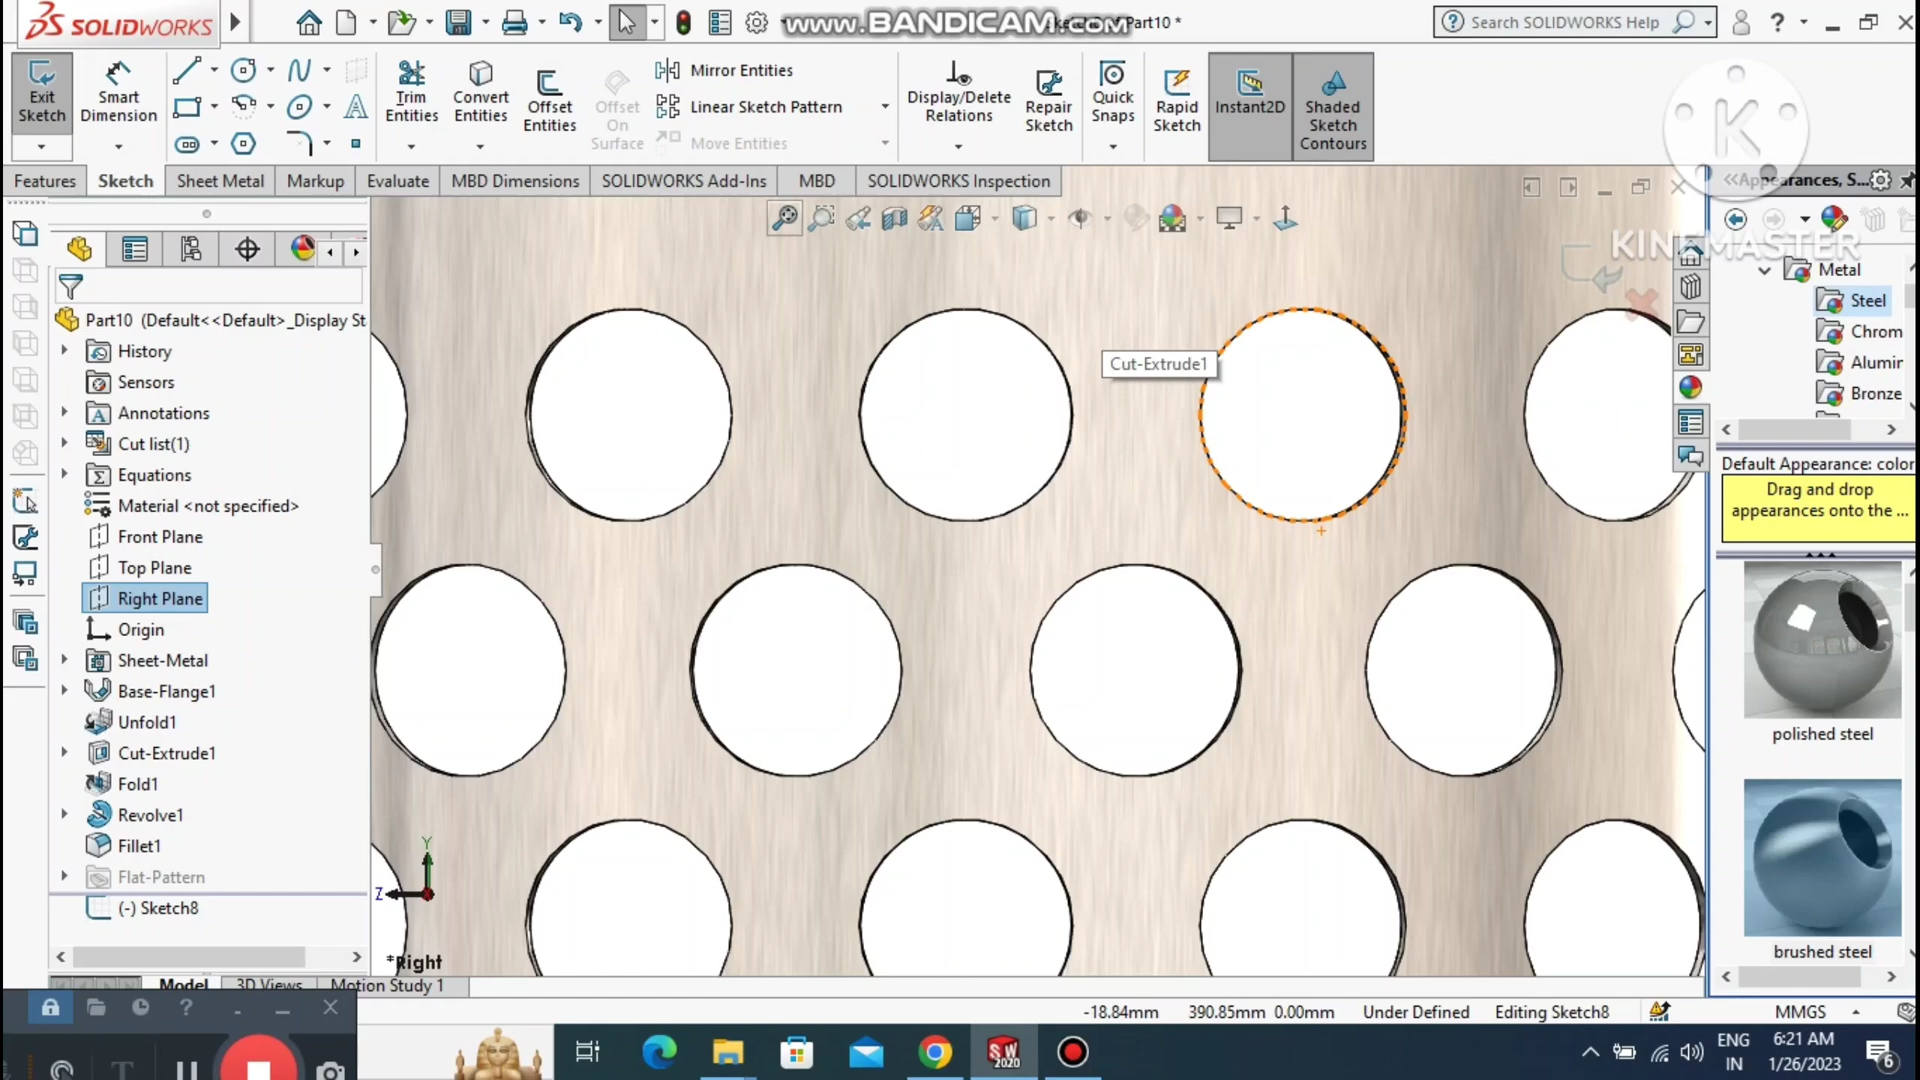 SOLIDWORKS
www.BANDICAM.com
Part10 *
Search SOLIDWORKS Help
Exit Sketch
Smart Dimension
Trim Entities
Convert Entities
Offset Entities
Offset On Surface
Mirror Entities
Linear Sketch Pattern
Move Entities
Display/Delete Relations
Repair Sketch
Quick Snaps
Rapid Sketch
Instant2D
Shaded Sketch Contours
K
Features
Sketch
Sheet Metal
Markup
Evaluate
MBD Dimensions
SOLIDWORKS Add-Ins
MBD
SOLIDWORKS Inspection
KINEMASTER
Part10 (Default<<Default>_Display St
History
Sensors
Annotations
Cut list(1)
Equations
Material <not specified>
Front Plane
Top Plane
Right Plane
Origin
Sheet-Metal
Base-Flange1
Unfold1
Cut-Extrude1
Fold1
Revolve1
Fillet1
Flat-Pattern
(-) Sketch8
Cut-Extrude1
Y
Z
*Right
Metal
Steel
Chrom
Alumin
Bronze
Default Appearance: color
Drag and drop
appearances onto the ...
polished steel
brushed steel
Model
3D Views
Motion Study 1
-18.84mm
390.85mm 0.00mm
Under Defined
Editing Sketch8
MMGS
SW
2020
ENG
IN
6:21 AM
1/26/2023
6